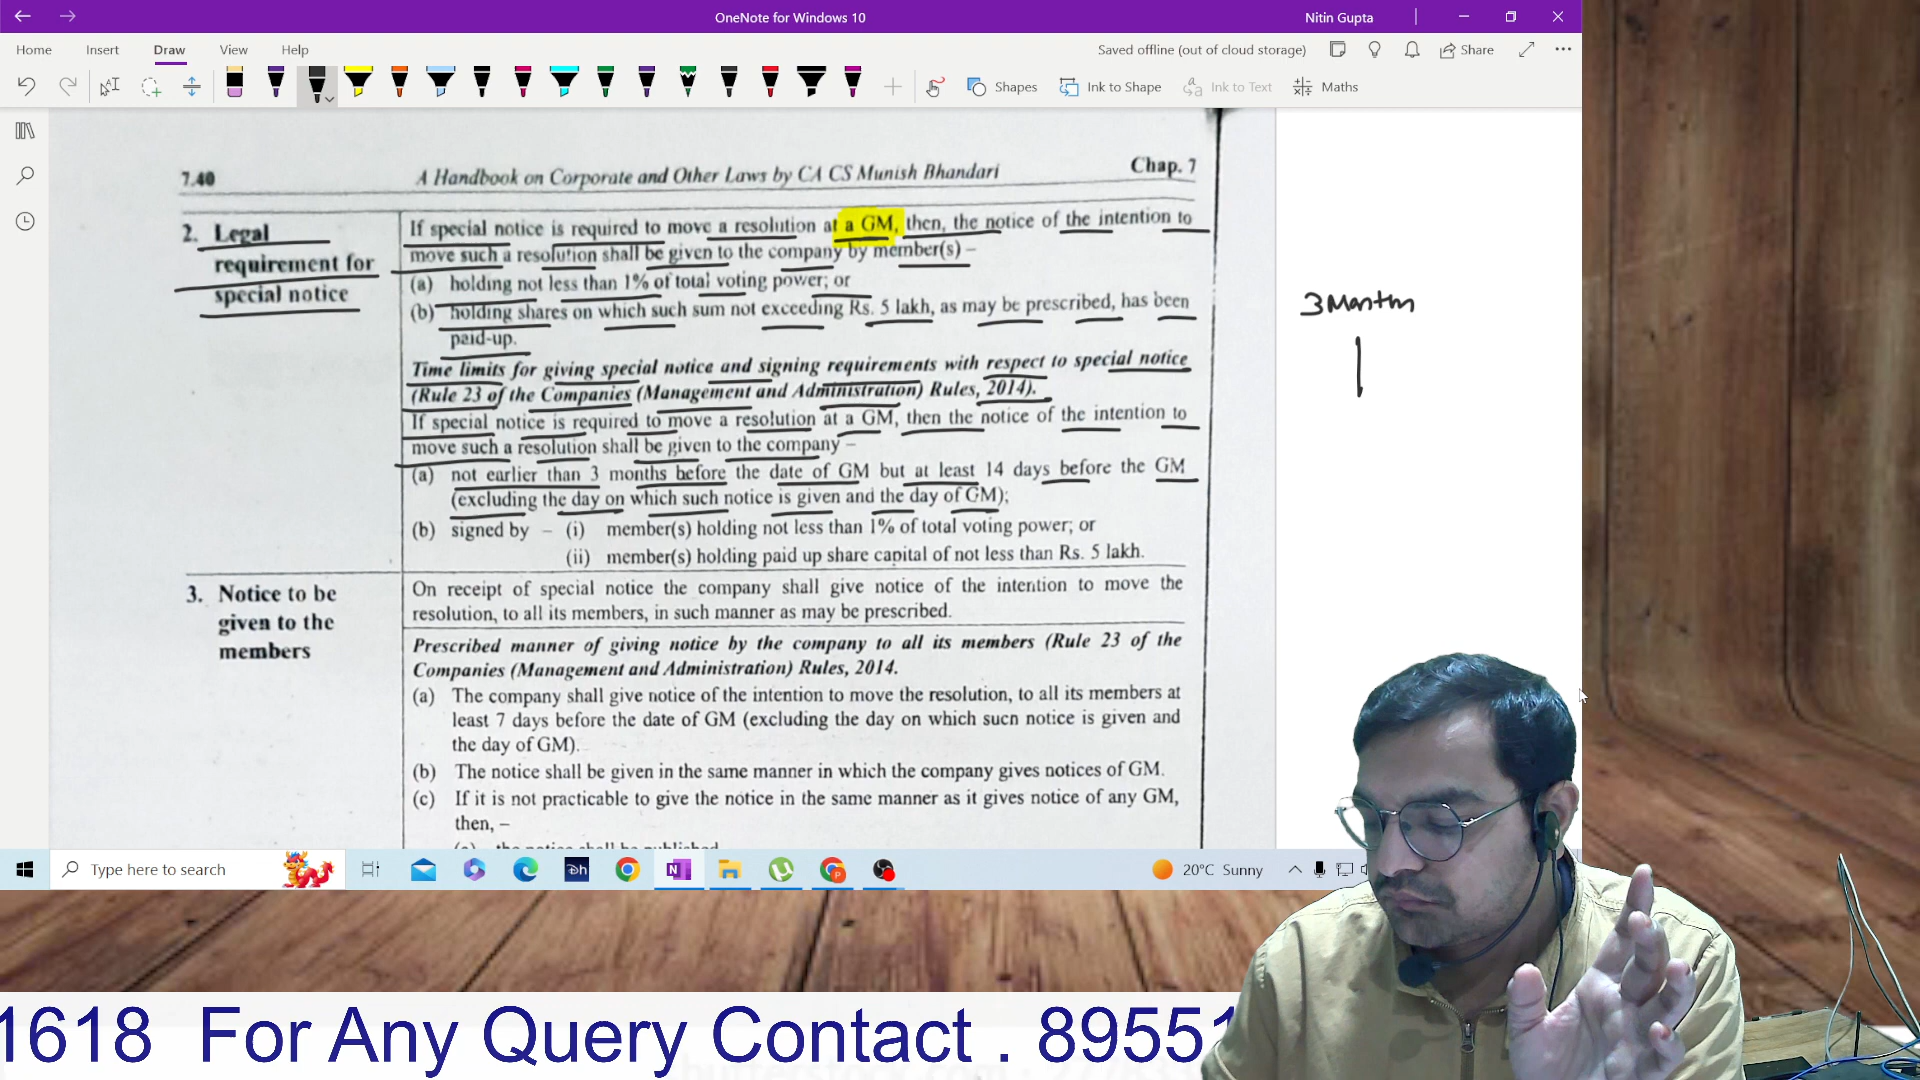 OneNote for Windows 10
Nitin Gupta
Home Insert Draw View Help
Saved offline (out of cloud storage) Share
Shapes Ink to Shape Ink to Text Maths
7.40 A Handbook on Corporate and Other Laws by CA CS Munish Bhandari Chap. 7
2. Legal requirement for special notice
If special notice is required to move a resolution at a GM, then, the notice of the intention to
move such a resolution shall be given to the company by member(s) –
(a) holding not less than 1% of total voting power; or
(b) holding shares on which such sum not exceeding Rs. 5 lakh, as may be prescribed, has been
paid-up.
Time limits for giving special notice and signing requirements with respect to special notice
(Rule 23 of the Companies (Management and Administration) Rules, 2014).
If special notice is required to move a resolution at a GM, then the notice of the intention to
move such a resolution shall be given to the company –
(a) not earlier than 3 months before the date of GM but at least 14 days before the GM
(excluding the day on which such notice is given and the day of GM);
(b) signed by – (i) member(s) holding not less than 1% of total voting power; or
(ii) member(s) holding paid up share capital of not less than Rs. 5 lakh.
3. Notice to be given to the members
On receipt of special notice the company shall give notice of the intention to move the
resolution, to all its members, in such manner as may be prescribed.
Prescribed manner of giving notice by the company to all its members (Rule 23 of the
Companies (Management and Administration) Rules, 2014.
(a) The company shall give notice of the intention to move the resolution, to all its members at
least 7 days before the date of GM (excluding the day on which such notice is given and
the day of GM).
(b) The notice shall be given in the same manner in which the company gives notices of GM.
(c) If it is not practicable to give the notice in the same manner as it gives notice of any GM,
then, –
3 Months
Type here to search
20°C Sunny
1618 For Any Query Contact . 8955